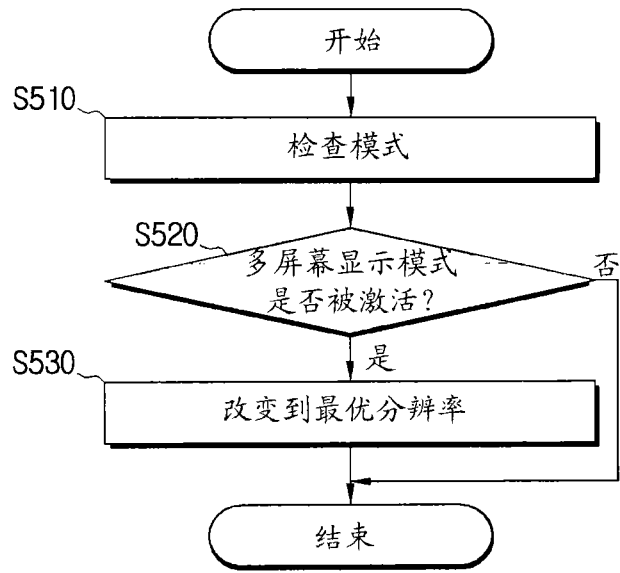 开始
S510
检查模式
S520
多屏幕显示模式
是否被激活?
否
是
S530
改变到最优分辨率
结束